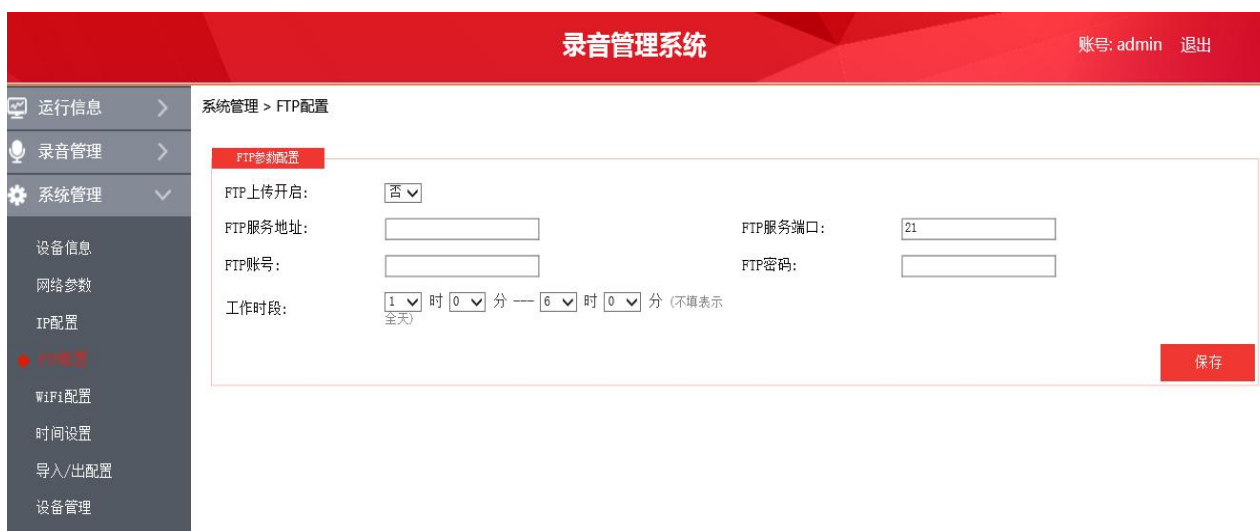 录音管理系统
账号: admin 退出
运行信息
录音管理
系统管理
设备信息
网络参数
IP配置
FTP配置
WiFi配置
时间设置
导入/出配置
设备管理
系统管理 > FTP配置
FTP参数配置
FTP上传开启: 否
FTP服务地址: FTP服务端口: 21
FTP账号: FTP密码:
工作时段: 1 时 0 分 --- 6 时 0 分 (不填表示
全天)
保存